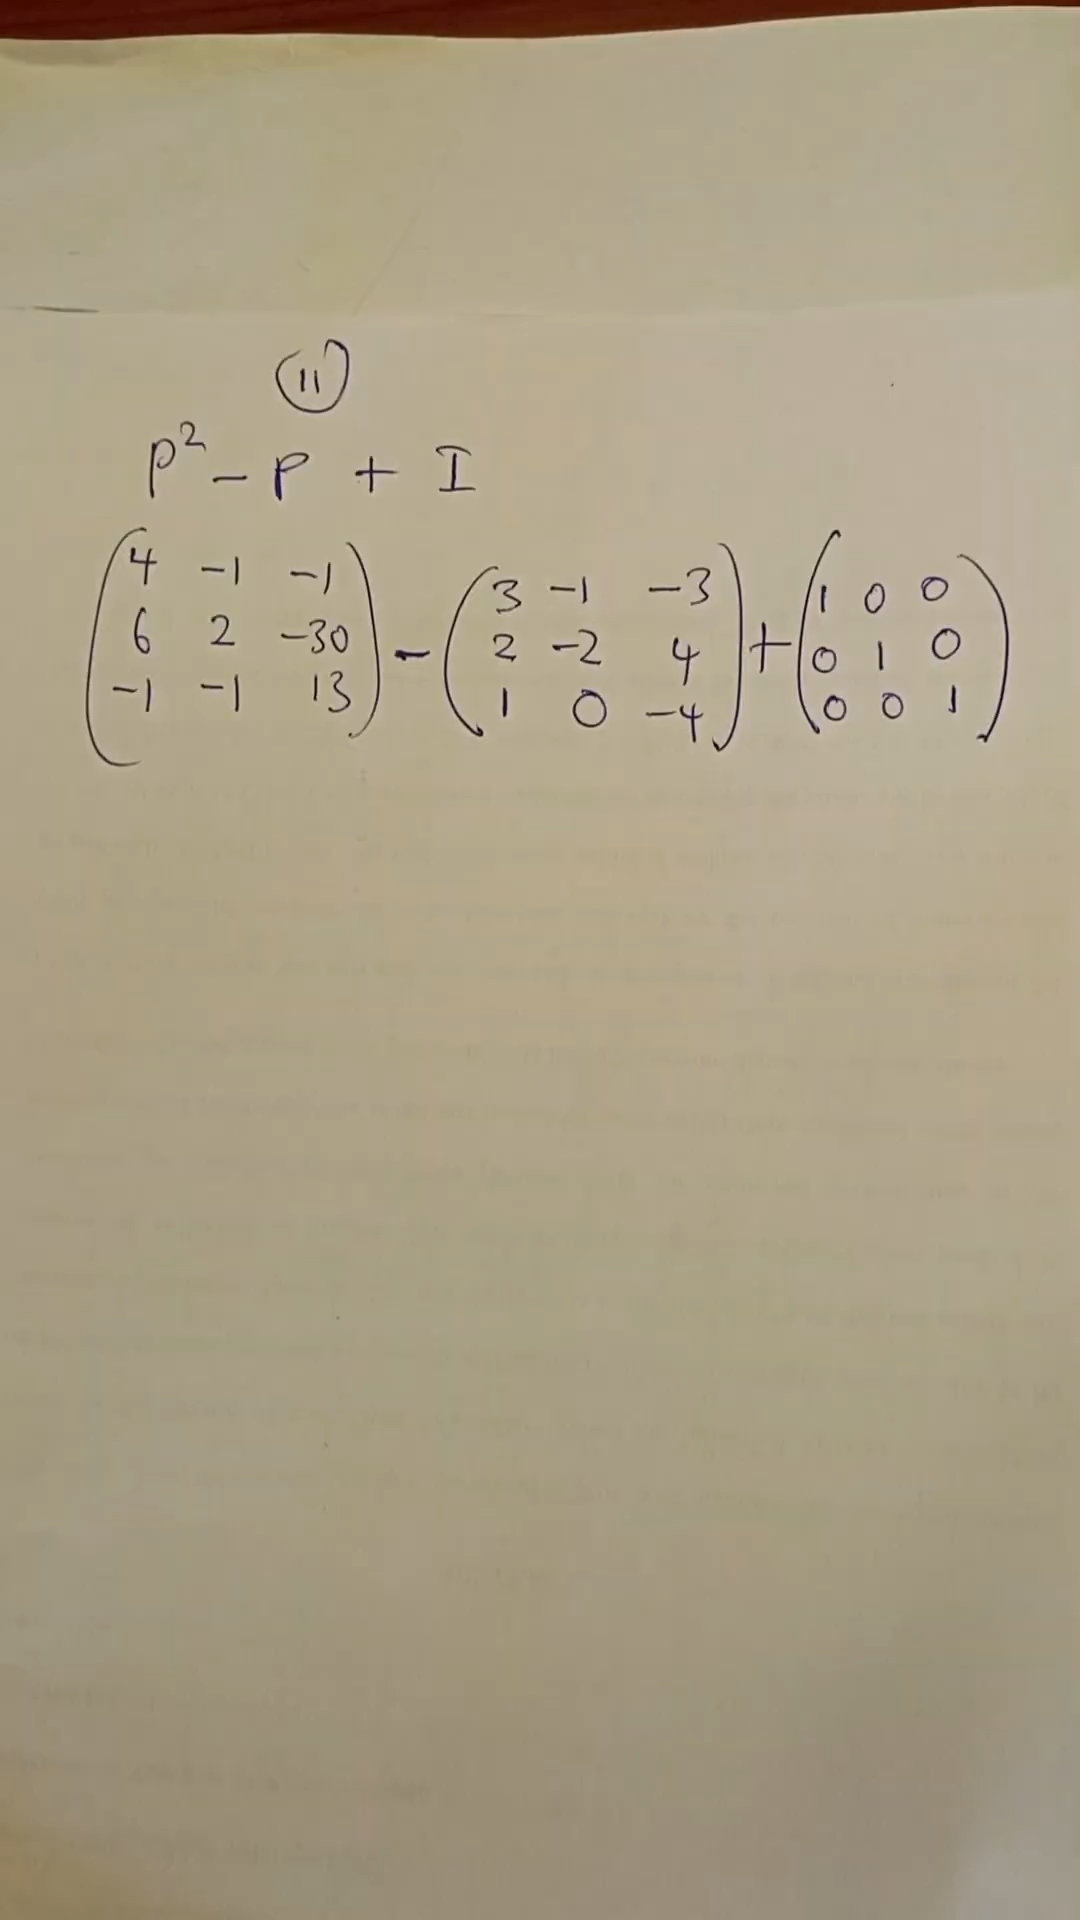 (11)
P² - P + I
(4 -1 -1) (3 -1 -3) (1 0 0)
(6 2 -30) - (2 -2 4) + (0 1 0)
(-1 -1 13) (1 0 -4) (0 0 1)